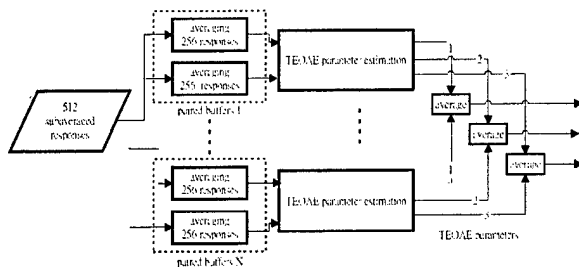 averaging
256 responses
averaging
256 responses
paired buffers 1
TEOAE parameter estimation
512
subaveraged
responses
1
2
3
average
average
average
averaging
256 responses
averaging
256 responses
paired buffers N
TEOAE parameter estimation
1
2
3
TEOAE parameters